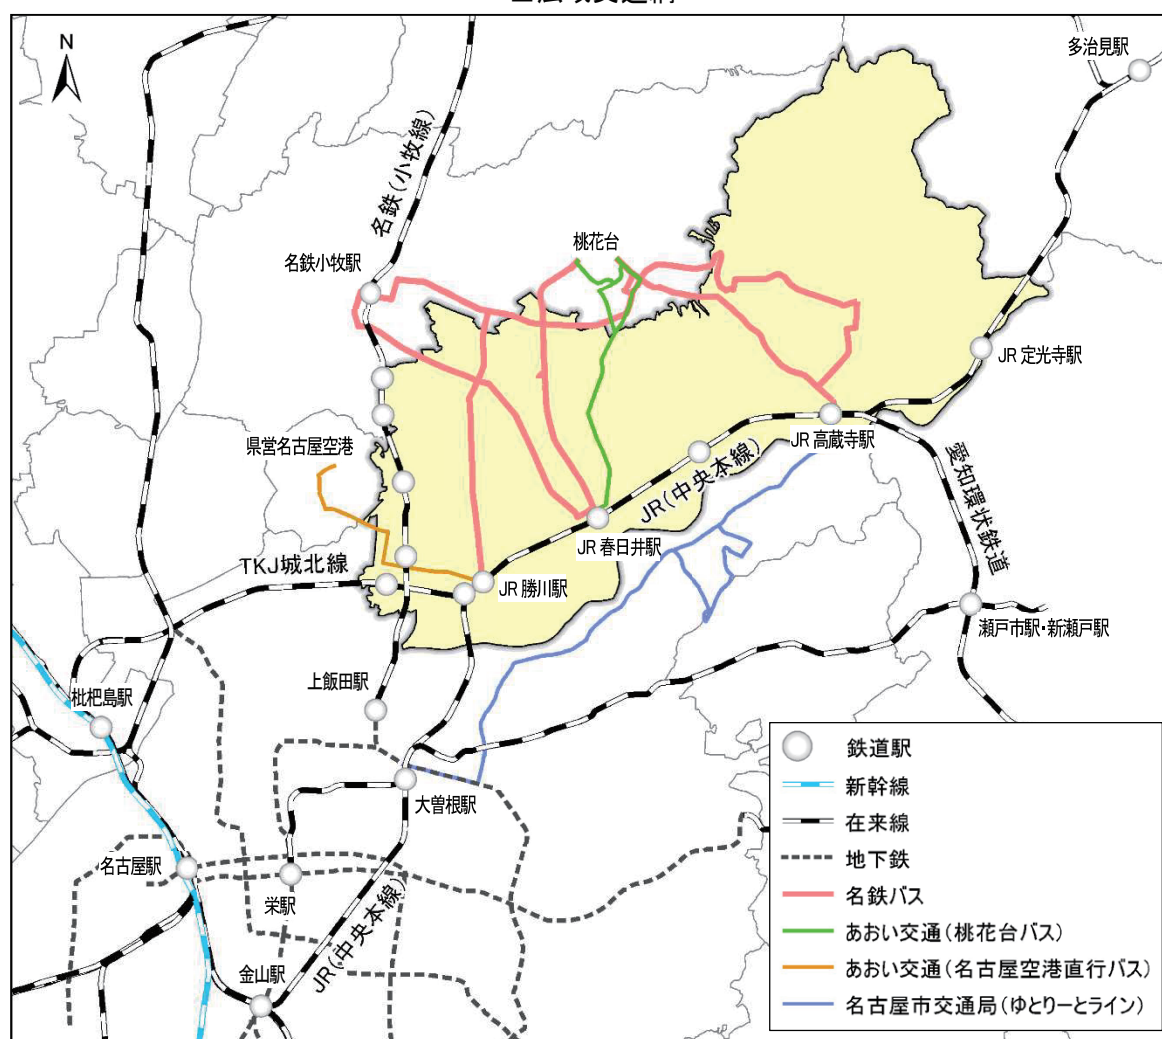 N
多治見駅
名鉄(小牧線)
桃花台
名鉄小牧駅
JR 定光寺駅
県営名古屋空港
JR 高蔵寺駅
JR(中央本線)
愛知環状鉄道
JR 春日井駅
TKJ城北線
JR 勝川駅
瀬戸市駅・新瀬戸駅
上飯田駅
枇杷島駅
大曽根駅
名古屋駅
栄駅
JR(中央本線)
金山駅
鉄道駅
新幹線
在来線
地下鉄
名鉄バス
あおい交通(桃花台バス)
あおい交通(名古屋空港直行バス)
名古屋市交通局(ゆとりーとライン)